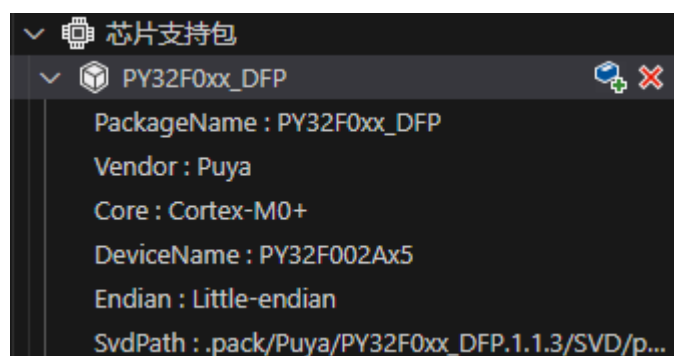 芯片支持包
PY32F0xx_DFP
PackageName : PY32F0xx_DFP
Vendor : Puya
Core : Cortex-M0+
DeviceName : PY32F002Ax5
Endian : Little-endian
SvdPath : .pack/Puya/PY32F0xx_DFP.1.1.3/SVD/p...